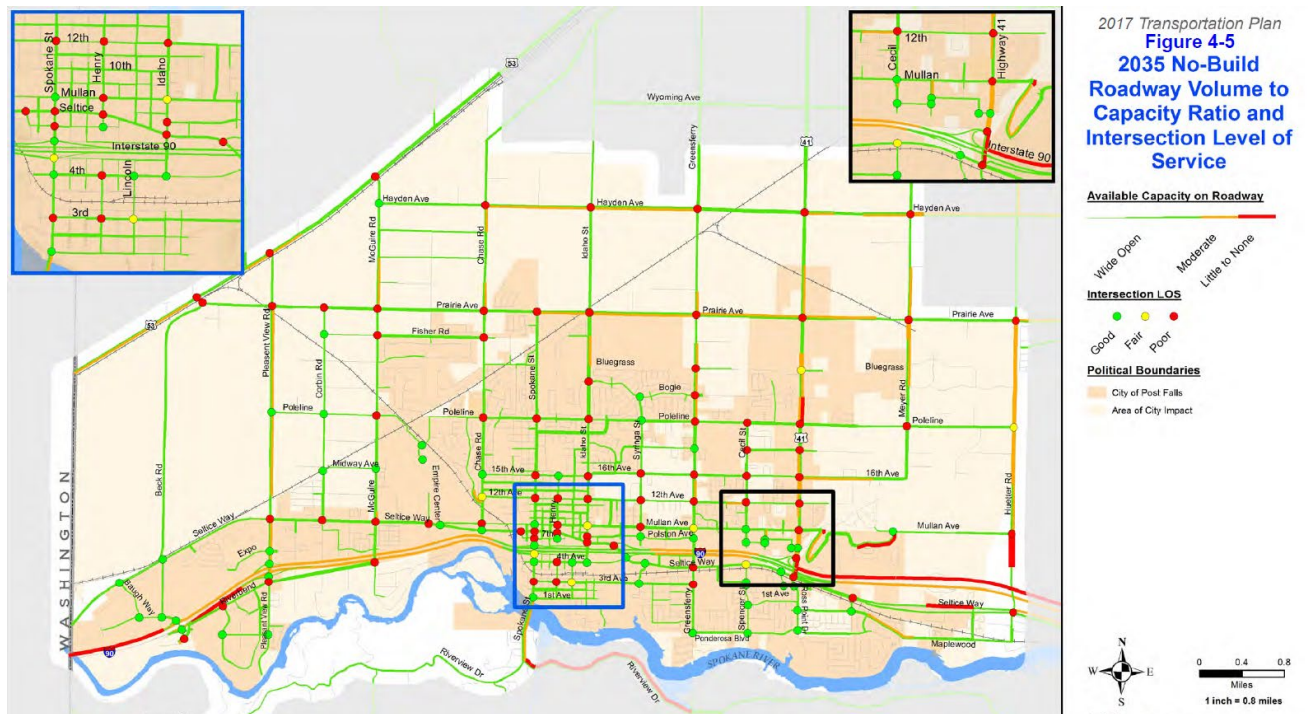 Spokane St
12th
Henry
Idaho
10th
Mullan
Seltice
Interstate 90
4th
Lincoln
3rd
53
Wyoming Ave
Greensferry
41
12th
Cecil
Highway 41
Mullan
Interstate 90
Hayden Ave
Hayden Ave
Hayden Ave
McGuire Rd
Chase Rd
Idaho St
53
Prairie Ave
Prairie Ave
Prairie Ave
Fisher Rd
Pleasant View Rd
Corbin Rd
Spokane St
Bluegrass
Bluegrass
Bogie
Meyer Rd
Poleline
Poleline
Poleline
Poleline
Syringa St
Cecil St
41
Idaho St
Chase Rd
Midway Ave
15th Ave
16th Ave
16th Ave
Beck Rd
McGuire
Empire Center
12th Ave
12th Ave
Henry
Huetter Rd
Seltice Way
Seltice Way
Mullan Ave
Mullan Ave
7th
Polston Ave
Expo
4th Ave
90
Seltice Way
3rd Ave
1st Ave
1st Ave
Riverbend
Baugh Way
Pleasant View Rd
Spokane St
Greensferry
Spencer St
Ross Point Dr
Seltice Way
Ponderosa Blvd
Maplewood
WASHINGTON
90
SPOKANE RIVER
Riverview Dr
Riverview Dr
2017 Transportation Plan
Figure 4-5
2035 No-Build
Roadway Volume to
Capacity Ratio and
Intersection Level of
Service
Available Capacity on Roadway
Wide Open
Moderate
Little to None
Intersection LOS
Good
Fair
Poor
Political Boundaries
City of Post Falls
Area of City Impact
N
W
E
S
0 0.4 0.8
Miles
1 inch = 0.8 miles